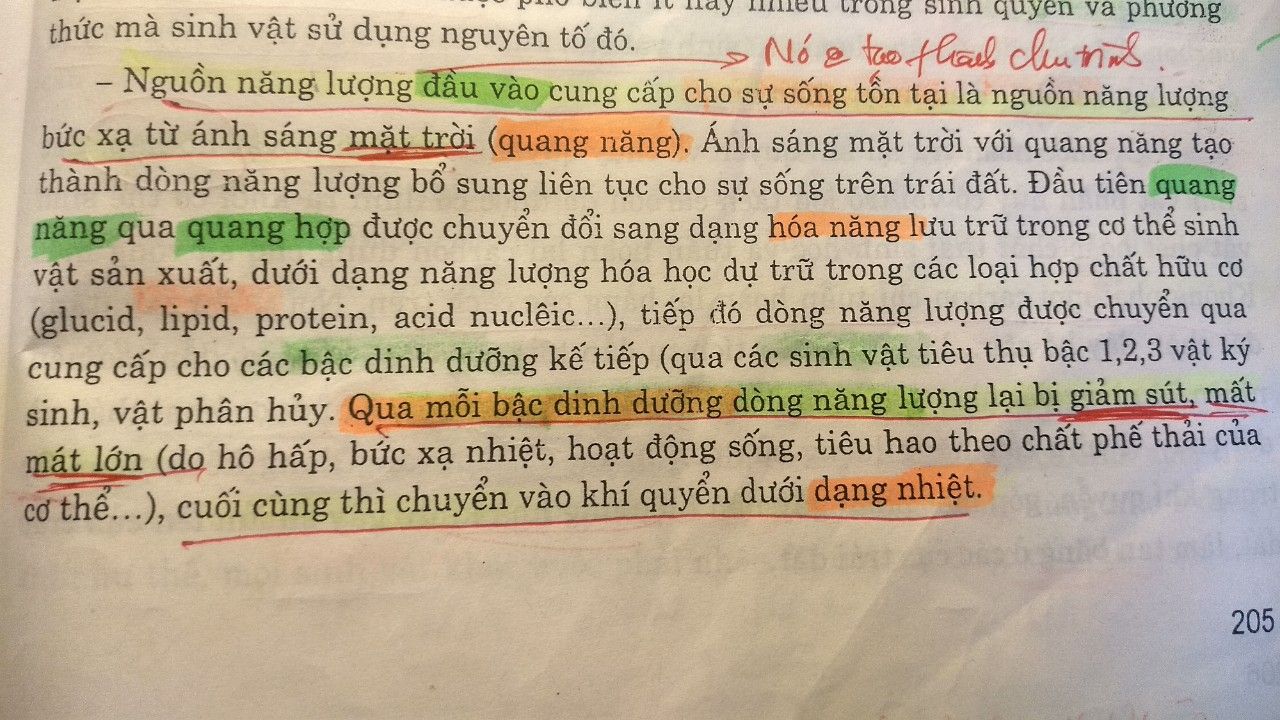 phổ biến ít hay nhiều trong sinh quyển và phương
thức mà sinh vật sử dụng nguyên tố đó.
Nó tạo thành chu trình.
– Nguồn năng lượng đầu vào cung cấp cho sự sống tồn tại là nguồn năng lượng
bức xạ từ ánh sáng mặt trời (quang năng). Ánh sáng mặt trời với quang năng tạo
thành dòng năng lượng bổ sung liên tục cho sự sống trên trái đất. Đầu tiên quang
năng qua quang hợp được chuyển đổi sang dạng hóa năng lưu trữ trong cơ thể sinh
vật sản xuất, dưới dạng năng lượng hóa học dự trữ trong các loại hợp chất hữu cơ
(glucid, lipid, protein, acid nuclêic...), tiếp đó dòng năng lượng được chuyển qua
cung cấp cho các bậc dinh dưỡng kế tiếp (qua các sinh vật tiêu thụ bậc 1,2,3 vật ký
sinh, vật phân hủy. Qua mỗi bậc dinh dưỡng dòng năng lượng lại bị giảm sút, mất
mát lớn (do hô hấp, bức xạ nhiệt, hoạt động sống, tiêu hao theo chất phế thải của
cơ thể...), cuối cùng thì chuyển vào khí quyển dưới dạng nhiệt.
205